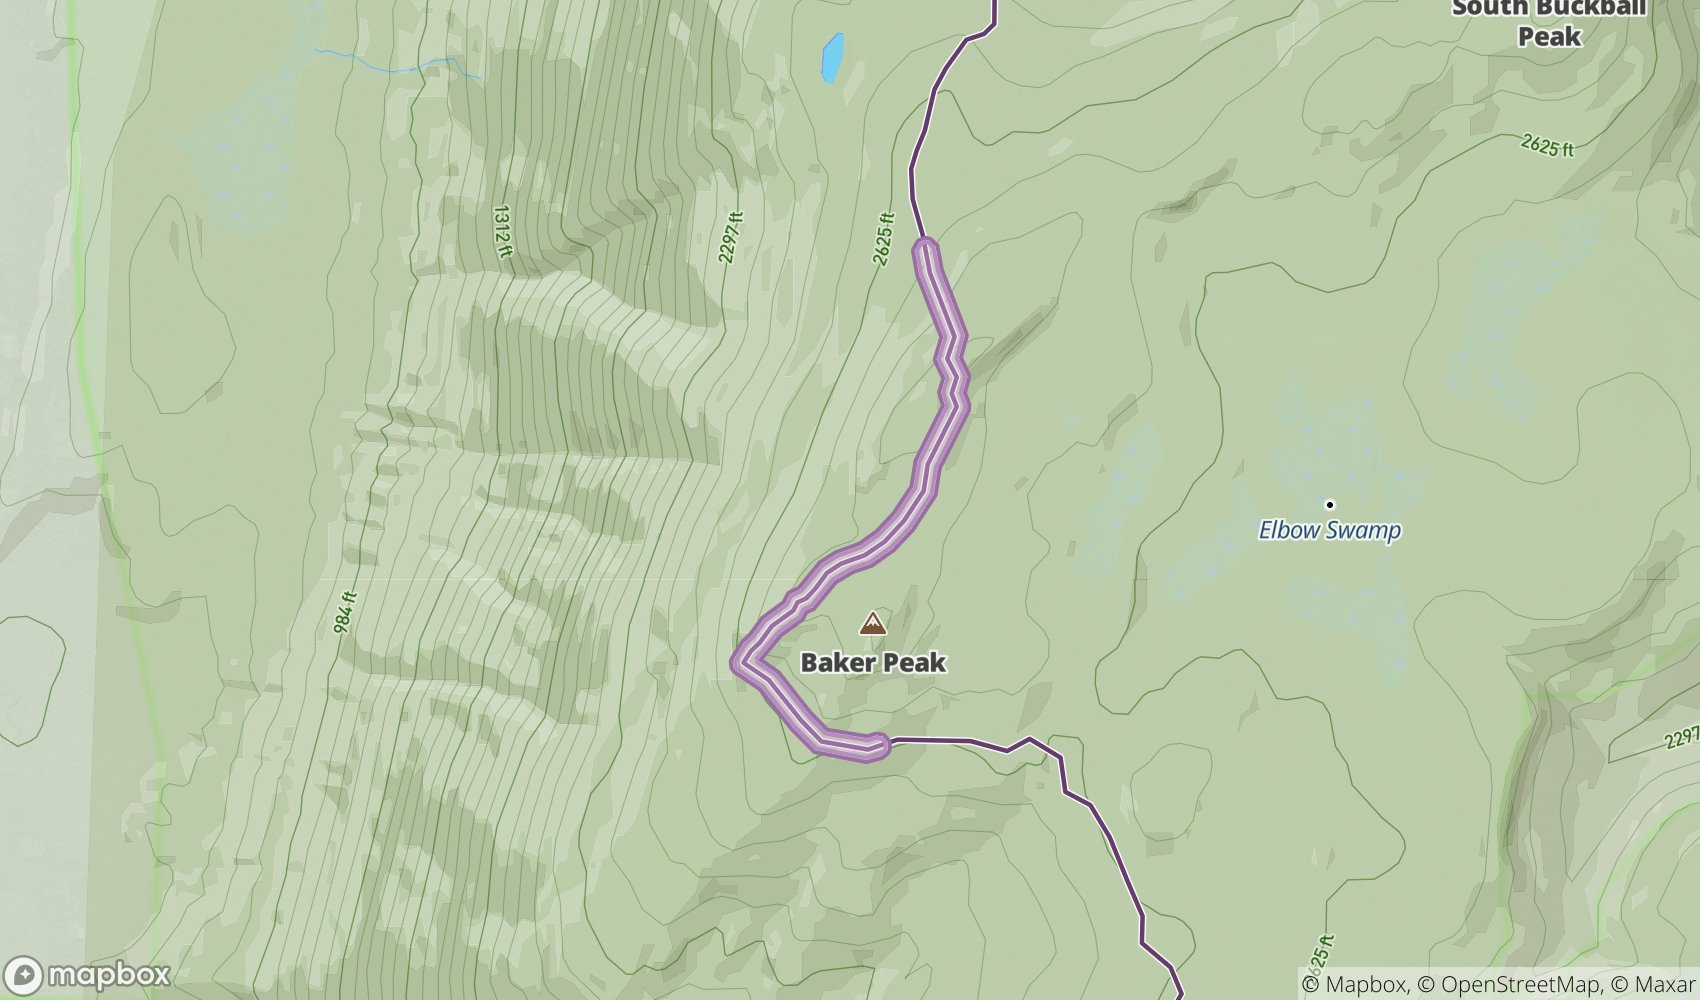 South Buckball
Peak
2625 ft
1312 ft
2297 ft
2625 ft
Elbow Swamp
984 ft
Baker Peak
2297
625 ft
mapbox
© Mapbox, © OpenStreetMap, © Maxar